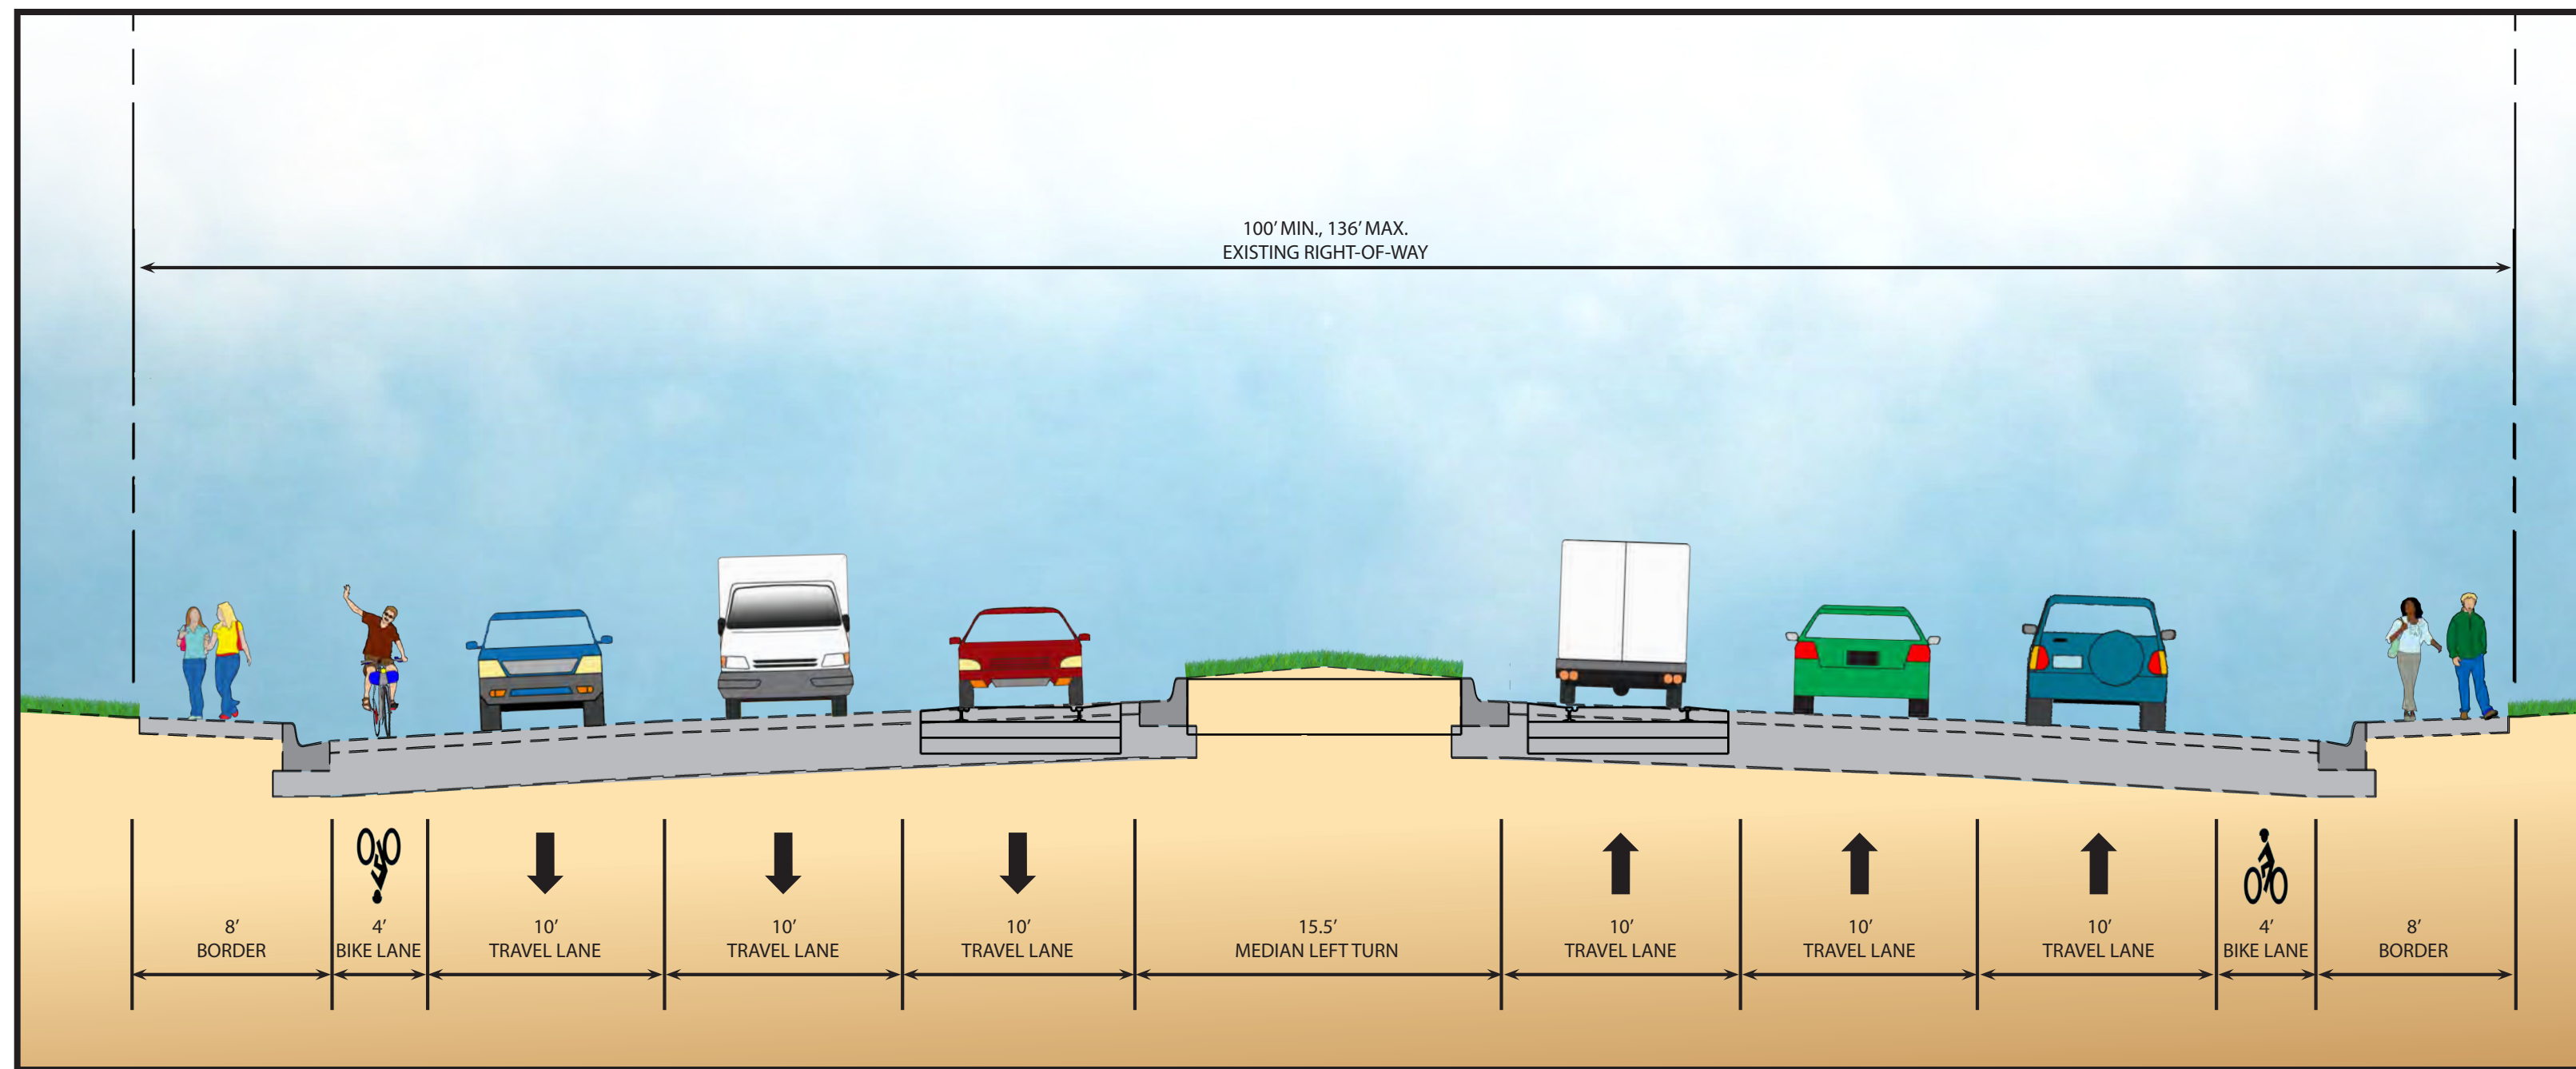 100’ MIN., 136’ MAX.
EXISTING RIGHT-OF-WAY
8’
BORDER
4’
BIKE LANE
10’
TRAVEL LANE
10’
TRAVEL LANE
10’
TRAVEL LANE
15.5’
MEDIAN LEFT TURN
10’
TRAVEL LANE
10’
TRAVEL LANE
10’
TRAVEL LANE
4’
BIKE LANE
8’
BORDER